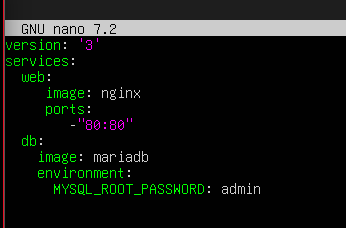 GNU nano 7.2
version: '3'
services:
  web:
     image: nginx
     ports:
        -"80:80"
  db:
    image: mariadb
    environment:
      MYSQL_ROOT_PASSWORD: admin